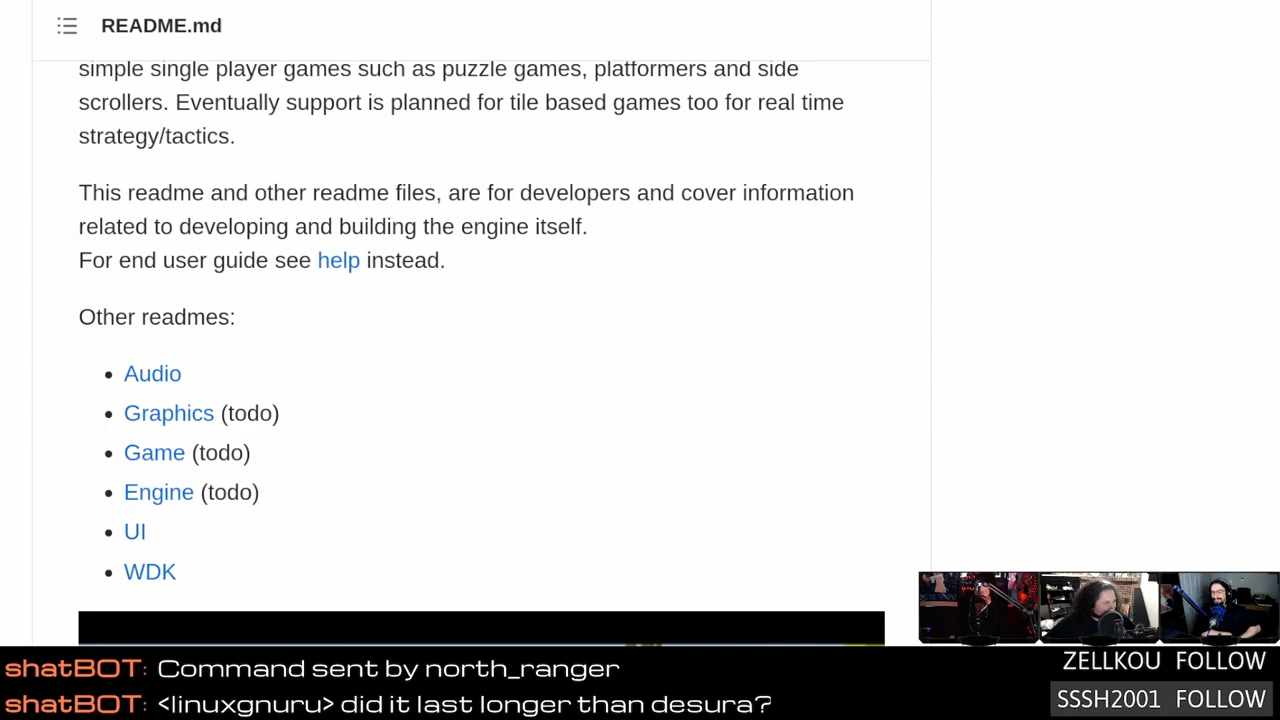 README.md
simple single player games such as puzzle games, platformers and side
scrollers. Eventually support is planned for tile based games too for real time
strategy/tactics.
This readme and other readme files, are for developers and cover information
related to developing and building the engine itself.
For end user guide see help instead.
Other readmes:
Audio
Graphics (todo)
Game (todo)
Engine (todo)
UI
WDK
shatBOT: Command sent by north_ranger
shatBOT: <linuxgnuru> did it last longer than desura?
ZELLKOU FOLLOW
SSSH2001 FOLLOW